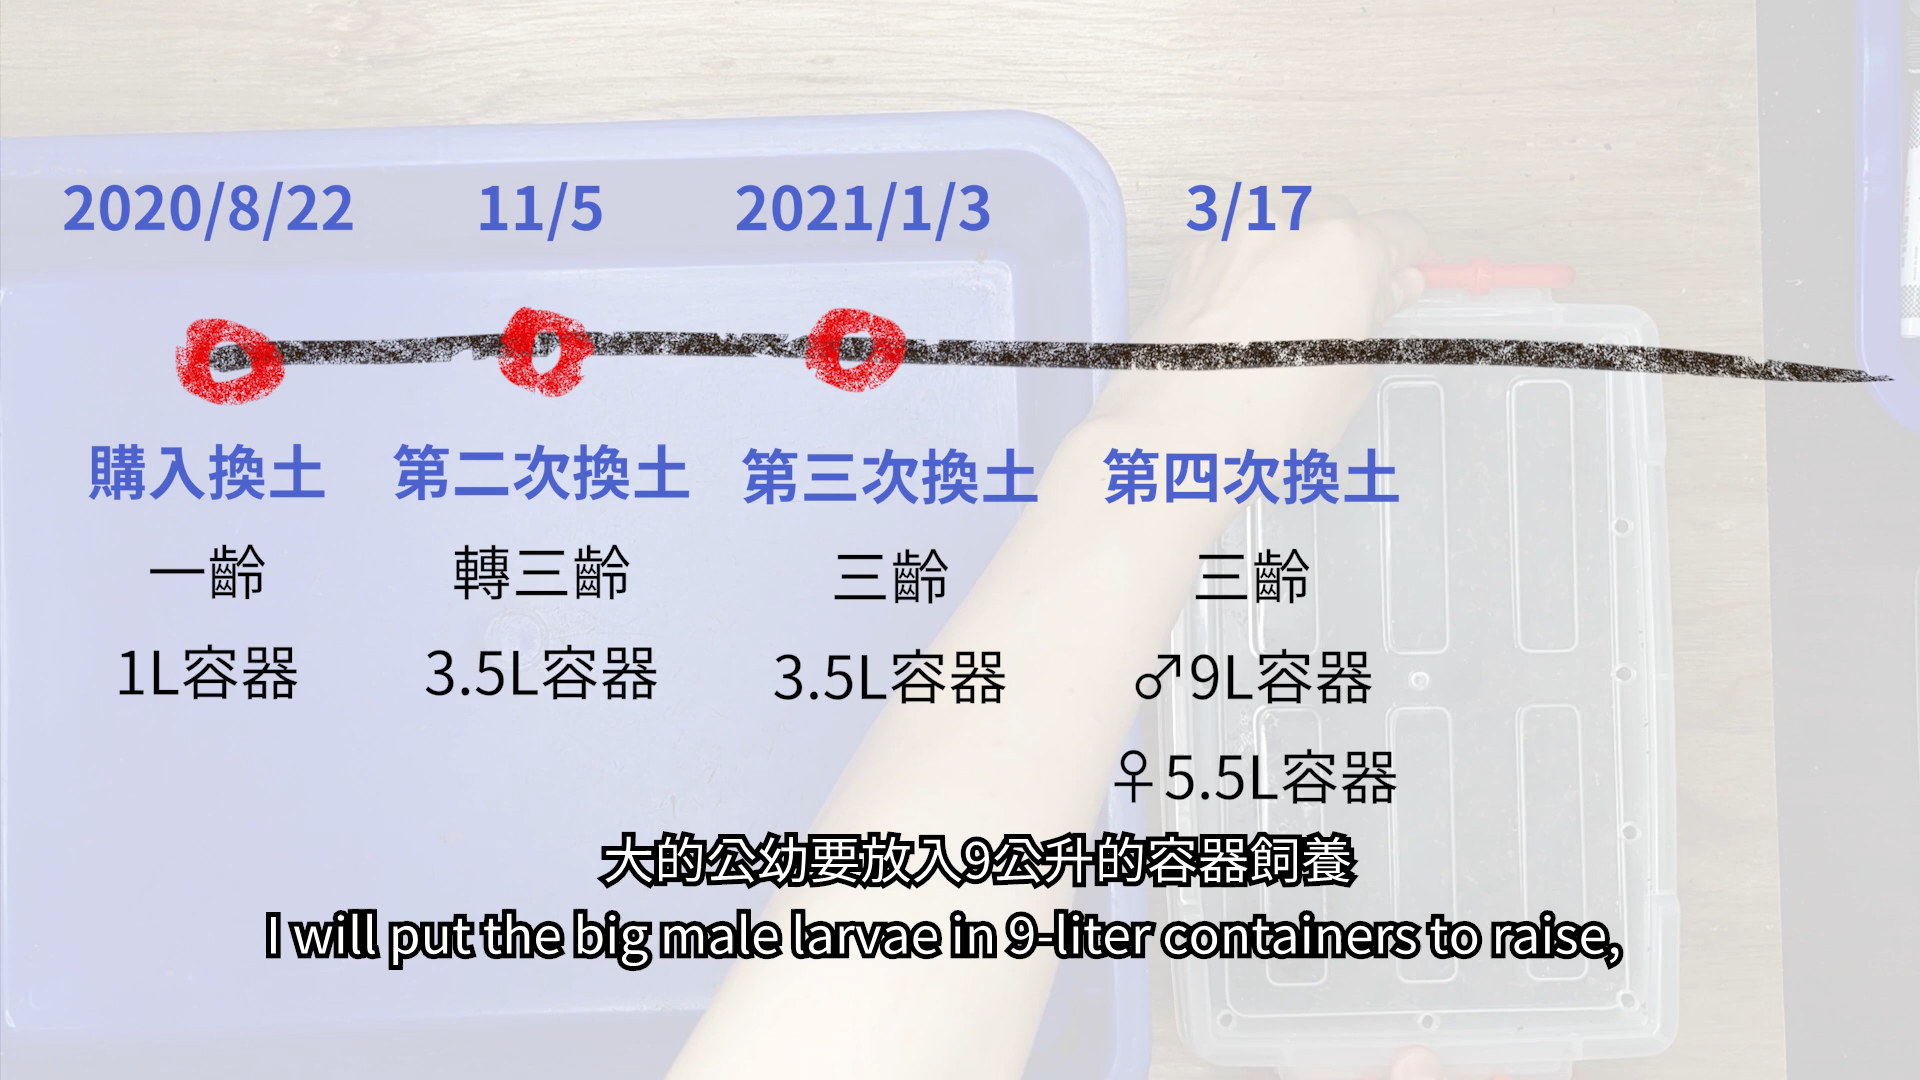 2020/8/22 11/5 2021/1/3 3/17
購入換土 第二次換土 第三次換土 第四次換土
一齡 轉三齡 三齡 三齡
1L容器 3.5L容器 3.5L容器 ♂9L容器
♀5.5L容器
大的公幼要放入9公升的容器飼養
I will put the big male larvae in 9-liter containers to raise,